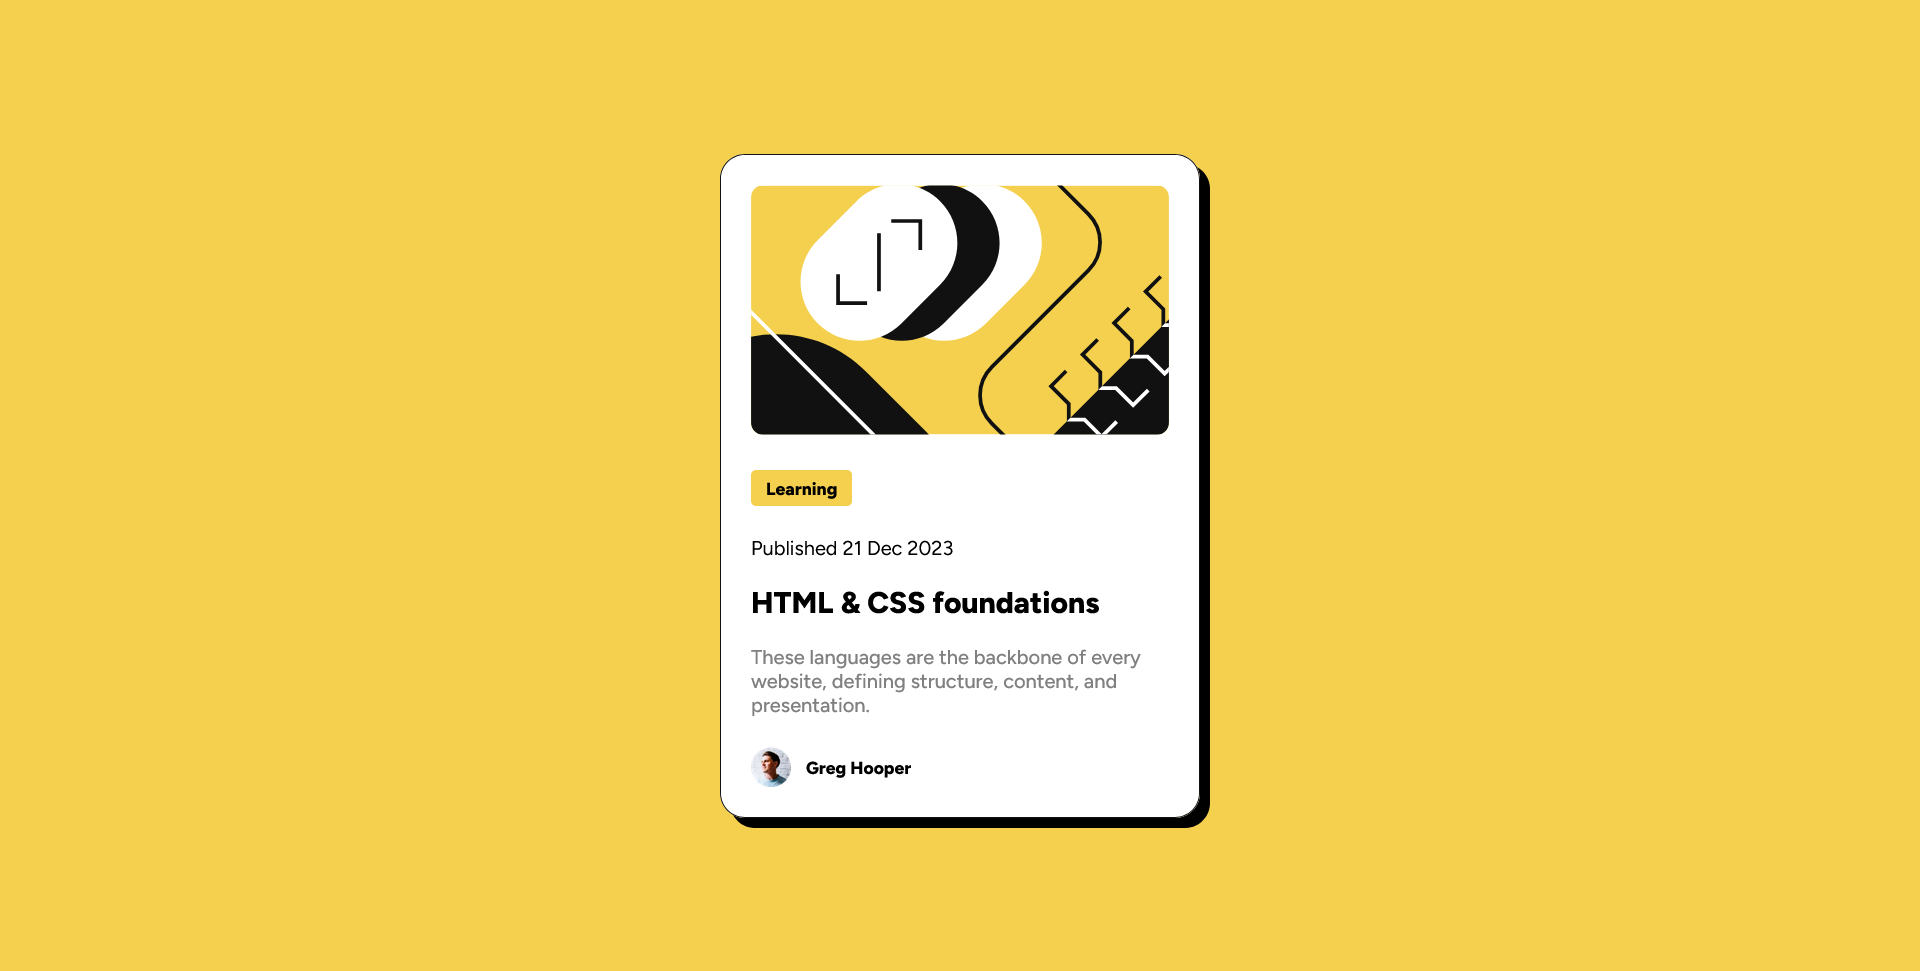 Learning
Published 21 Dec 2023
HTML & CSS foundations
These languages are the backbone of every
website, defining structure, content, and
presentation.
Greg Hooper